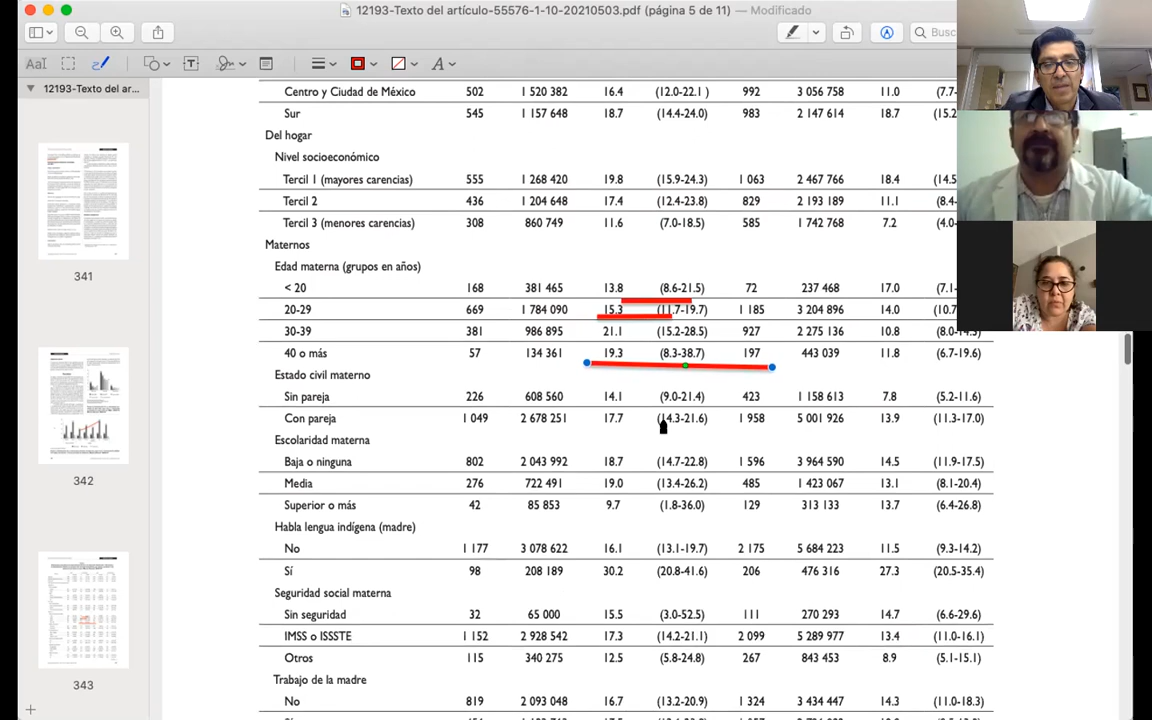 12193-Texto del artículo-55576-1-10-20210503.pdf (página 5 de 11) — Modificado
Busc
AaI
T
A
12193-Texto del ar...
341
342
343
Centro y Ciudad de México 502 1 520 382 16.4 (12.0-22.1 ) 992 3 056 758 11.0 (7.7-
Sur 545 1 157 648 18.7 (14.4-24.0) 983 2 147 614 18.7 (15.2
Del hogar
Nivel socioeconómico
Tercil 1 (mayores carencias) 555 1 268 420 19.8 (15.9-24.3) 1 063 2 467 766 18.4 (14.5
Tercil 2 436 1 204 648 17.4 (12.4-23.8) 829 2 193 189 11.1 (8.4-
Tercil 3 (menores carencias) 308 860 749 11.6 (7.0-18.5) 585 1 742 768 7.2 (4.0-
Maternos
Edad materna (grupos en años)
< 20 168 381 465 13.8 (8.6-21.5) 72 237 468 17.0 (7.1-
20-29 669 1 784 090 15.3 (11.7-19.7) 1 185 3 204 896 14.0 (10.7
30-39 381 986 895 21.1 (15.2-28.5) 927 2 275 136 10.8 (8.0-14.3)
40 o más 57 134 361 19.3 (8.3-38.7) 197 443 039 11.8 (6.7-19.6)
Estado civil materno
Sin pareja 226 608 560 14.1 (9.0-21.4) 423 1 158 613 7.8 (5.2-11.6)
Con pareja 1 049 2 678 251 17.7 (14.3-21.6) 1 958 5 001 926 13.9 (11.3-17.0)
Escolaridad materna
Baja o ninguna 802 2 043 992 18.7 (14.7-22.8) 1 596 3 964 590 14.5 (11.9-17.5)
Media 276 722 491 19.0 (13.4-26.2) 485 1 423 067 13.1 (8.1-20.4)
Superior o más 42 85 853 9.7 (1.8-36.0) 129 313 133 13.7 (6.4-26.8)
Habla lengua indígena (madre)
No 1 177 3 078 622 16.1 (13.1-19.7) 2 175 5 684 223 11.5 (9.3-14.2)
Sí 98 208 189 30.2 (20.8-41.6) 206 476 316 27.3 (20.5-35.4)
Seguridad social materna
Sin seguridad 32 65 000 15.5 (3.0-52.5) 111 270 293 14.7 (6.6-29.6)
IMSS o ISSSTE 1 152 2 928 542 17.3 (14.2-21.1) 2 099 5 289 977 13.4 (11.0-16.1)
Otros 115 340 275 12.5 (5.8-24.8) 267 843 453 8.9 (5.1-15.1)
Trabajo de la madre
No 819 2 093 048 16.7 (13.2-20.9) 1 324 3 434 447 14.3 (11.0-18.3)